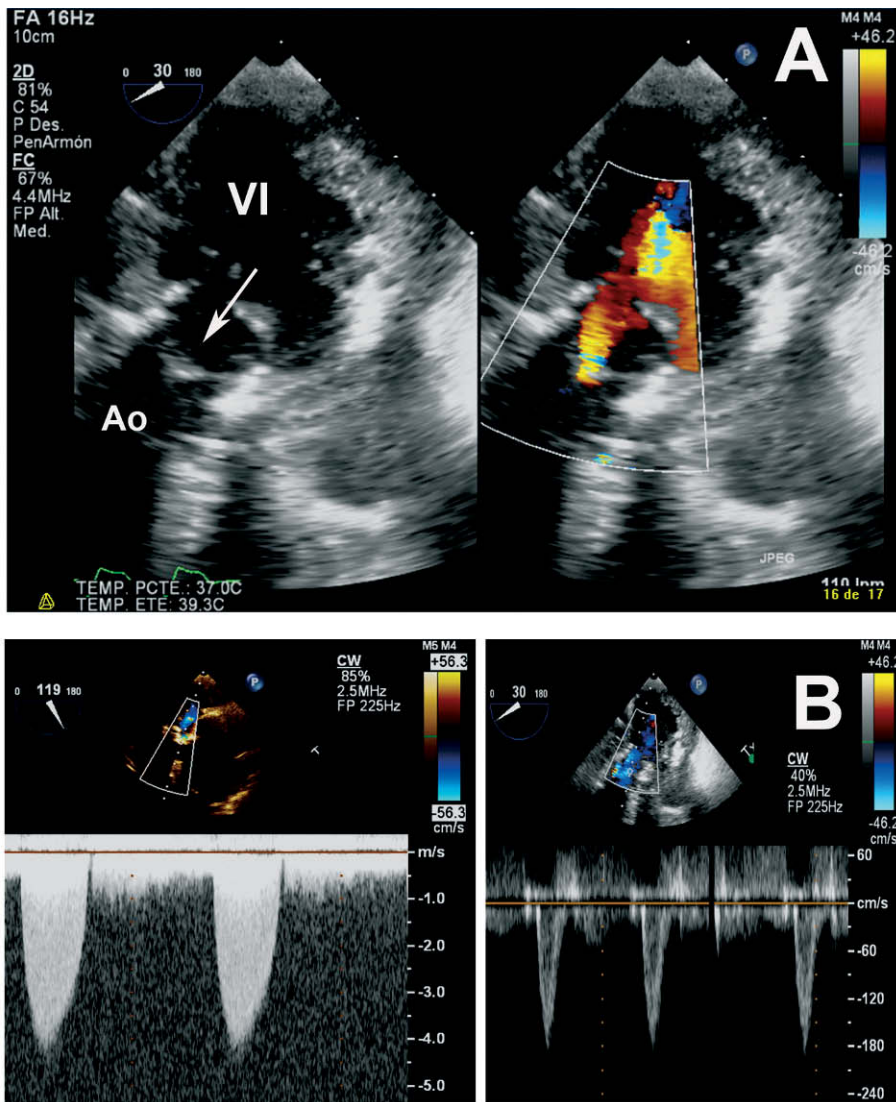 FA 16Hz
10cm
2D
81%
C 54
P Des.
PenArmón
FC
67%
4.4MHz
FP Alt.
Med.
0 30 180
P
A
M4 M4
+46.2
-46.2
cm/s
VI
Ao
JPEG
TEMP. PCTE.: 37.0C
TEMP. ETE: 39.3C
110 lpm
16 de 17
0 119 180
P
CW
85%
2.5MHz
FP 225Hz
M5 M4
+56.3
-56.3
cm/s
m/s
-1.0
-2.0
-3.0
-4.0
-5.0
0 30 180
P
B
CW
40%
2.5MHz
FP 225Hz
M4 M4
+46.2
-46.2
cm/s
60
cm/s
-60
-120
-180
-240